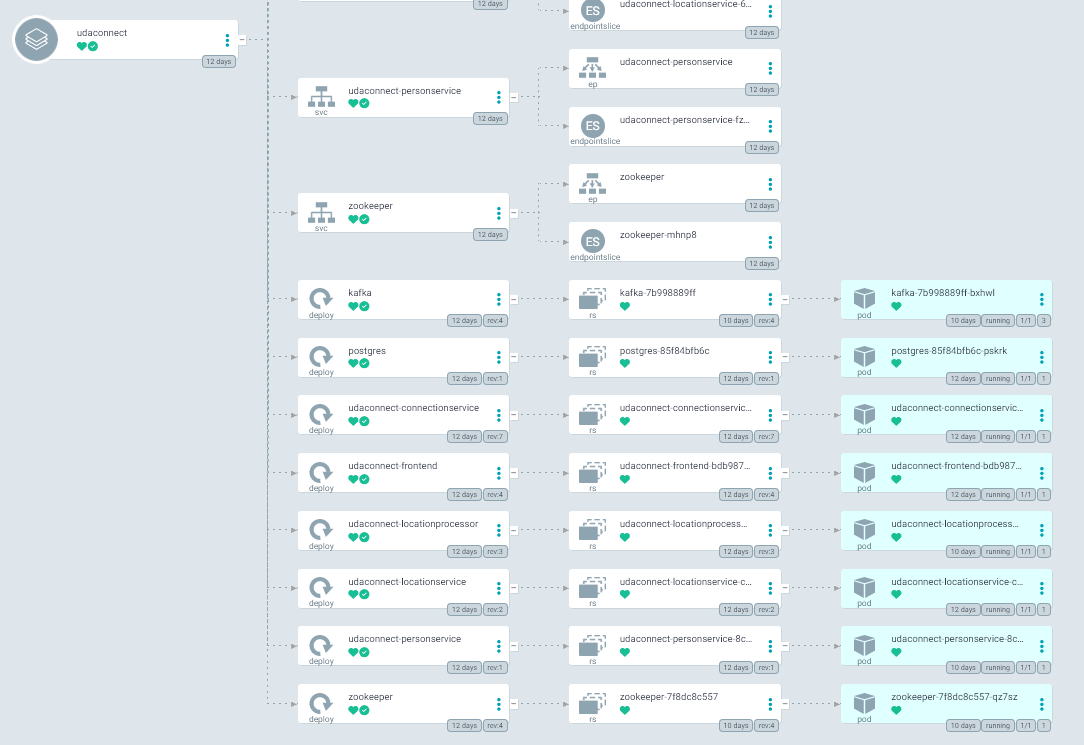 12 days
udaconnect-locationservice-6...
endpointslice
12 days
udaconnect
12 days
udaconnect-personservice
svc
12 days
udaconnect-personservice
ep
12 days
udaconnect-personservice-fz...
ES
endpointslice
12 days
zookeeper
svc
12 days
zookeeper
ep
12 days
zookeeper-mhnp8
ES
endpointslice
12 days
kafka
deploy
12 days rev:4
kafka-7b998889ff
rs
10 days rev:4
kafka-7b998889ff-bxhwl
pod
10 days running 1/1 3
postgres
deploy
12 days rev:1
postgres-85f84bfb6c
rs
12 days rev:1
postgres-85f84bfb6c-pskrk
pod
12 days running 1/1 1
udaconnect-connectionservice
deploy
12 days rev:7
udaconnect-connectionservic...
rs
12 days rev:7
udaconnect-connectionservic...
pod
12 days running 1/1 1
udaconnect-frontend
deploy
12 days rev:4
udaconnect-frontend-bdb987...
rs
12 days rev:4
udaconnect-frontend-bdb987...
pod
12 days running 1/1 1
udaconnect-locationprocessor
deploy
12 days rev:3
udaconnect-locationprocess...
rs
12 days rev:3
udaconnect-locationprocess...
pod
10 days running 1/1 1
udaconnect-locationservice
deploy
12 days rev:2
udaconnect-locationservice-c...
rs
12 days rev:2
udaconnect-locationservice-c...
pod
12 days running 1/1 1
udaconnect-personservice
deploy
12 days rev:1
udaconnect-personservice-8c...
rs
12 days rev:1
udaconnect-personservice-8c...
pod
10 days running 1/1 1
zookeeper
deploy
12 days rev:4
zookeeper-7f8dc8c557
rs
10 days rev:4
zookeeper-7f8dc8c557-qz7sz
pod
10 days running 1/1 1